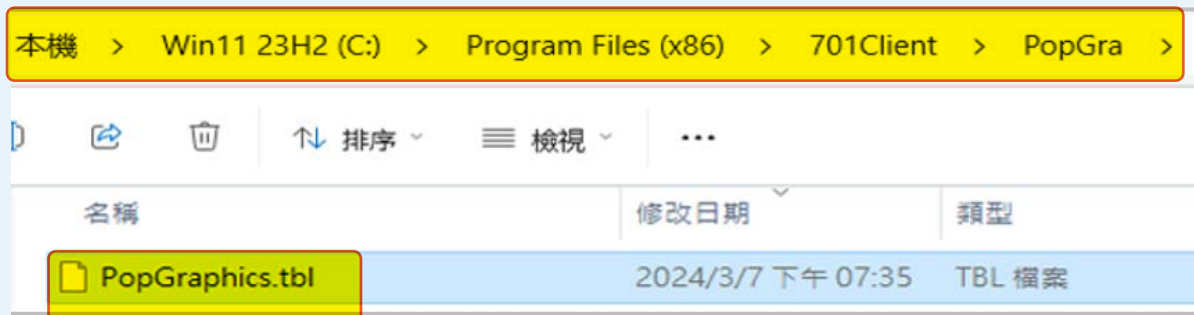 本機 > Win11 23H2 (C:) > Program Files (x86) > 701Client > PopGra >
排序 檢視 ...
名稱 修改日期 類型
PopGraphics.tbl 2024/3/7 下午 07:35 TBL 檔案